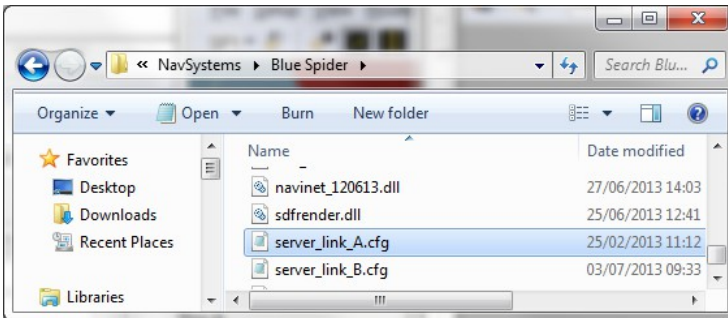 « NavSystems ▸ Blue Spider ▸
Search Blu...
Organize
Open
Burn
New folder
Favorites
Desktop
Downloads
Recent Places
Libraries
Name
Date modified
navinet_120613.dll
27/06/2013 14:03
sdfrender.dll
25/06/2013 12:41
server_link_A.cfg
25/02/2013 11:12
server_link_B.cfg
03/07/2013 09:33